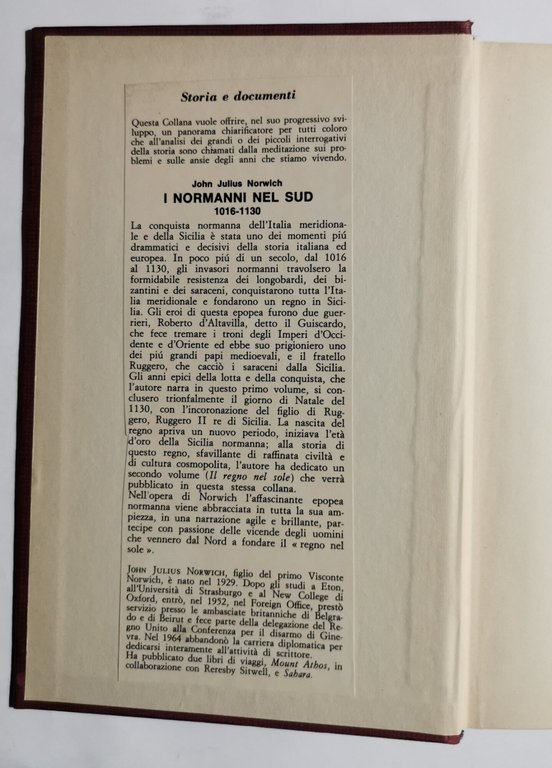 Storia e documenti
Questa Collana vuole offrire, nel suo progressivo svi-
luppo, un panorama chiarificatore per tutti coloro
che all'analisi dei grandi o dei piccoli interrogativi
della storia sono chiamati dalla meditazione sui pro-
blemi e sulle ansie degli anni che stiamo vivendo.
John Julius Norwich
I NORMANNI NEL SUD
1016-1130
La conquista normanna dell'Italia meridiona-
le e della Sicilia è stata uno dei momenti piú
drammatici e decisivi della storia italiana ed
europea. In poco piú di un secolo, dal 1016
al 1130, gli invasori normanni travolsero la
formidabile resistenza dei longobardi, dei bi-
zantini e dei saraceni, conquistarono tutta l'Ita-
lia meridionale e fondarono un regno in Sici-
lia. Gli eroi di questa epopea furono due guer-
rieri, Roberto d'Altavilla, detto il Guiscardo,
che fece tremare i troni degli Imperi d'Occi-
dente e d'Oriente ed ebbe suo prigioniero uno
dei piú grandi papi medioevali, e il fratello
Ruggero, che cacciò i saraceni dalla Sicilia.
Gli anni epici della lotta e della conquista, che
l'autore narra in questo primo volume, si con-
clusero trionfalmente il giorno di Natale del
1130, con l'incoronazione del figlio di Rug-
gero, Ruggero II re di Sicilia. La nascita del
regno apriva un nuovo periodo, iniziava l'età
d'oro della Sicilia normanna; alla storia di
questo regno, sfavillante di raffinata civiltà e
di cultura cosmopolita, l'autore ha dedicato un
secondo volume (Il regno nel sole) che verrà
pubblicato in questa stessa collana.
Nell'opera di Norwich l'affascinante epopea
normanna viene abbracciata in tutta la sua am-
piezza, in una narrazione agile e brillante, par-
tecipe con passione delle vicende degli uomini
che vennero dal Nord a fondare il « regno nel
sole ».
JOHN JULIUS NORWICH, figlio del primo Visconte
Norwich, è nato nel 1929. Dopo gli studi a Eton,
all'Università di Strasburgo e al New College di
Oxford, entrò, nel 1952, nel Foreign Office, prestò
servizio presso le ambasciate britanniche di Belgra-
do e di Beirut e fece parte della delegazione del Re-
gno Unito alla Conferenza per il disarmo di Gine-
vra. Nel 1964 abbandonò la carriera diplomatica per
dedicarsi interamente all'attività di scrittore.
Ha pubblicato due libri di viaggi, Mount Athos, in
collaborazione con Reresby Sitwell, e Sahara.